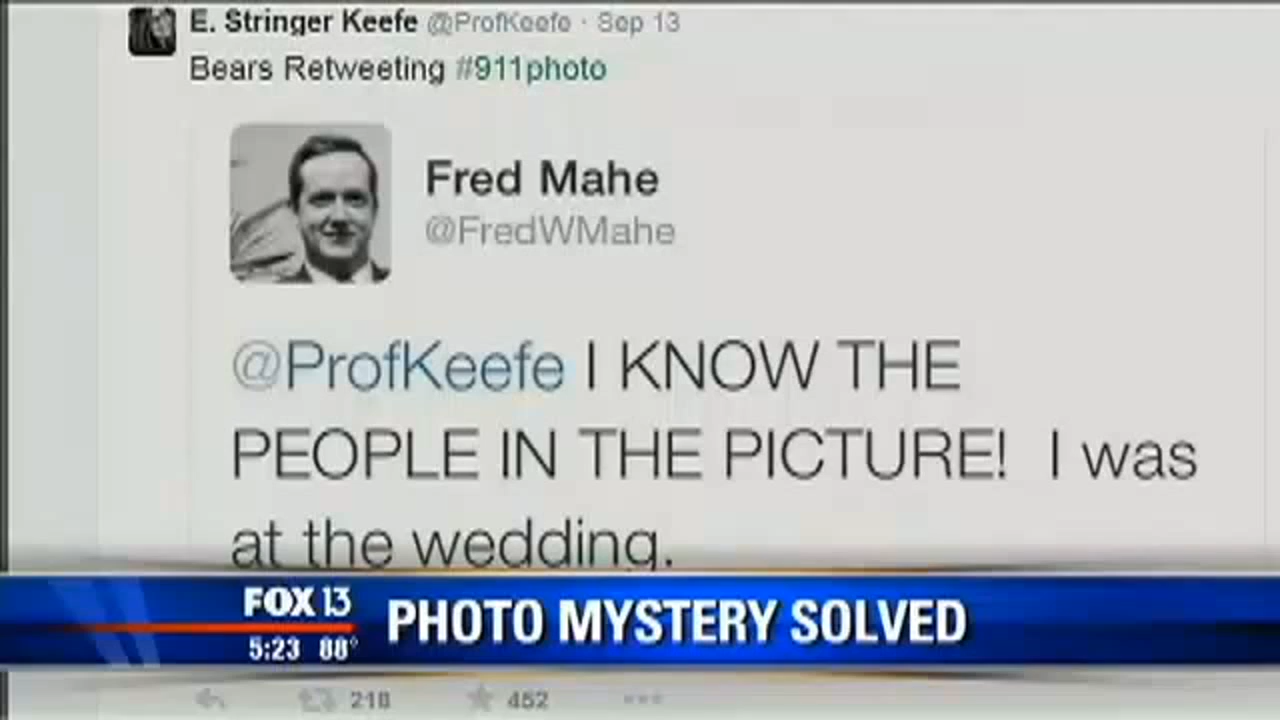 E. Stringer Keefe @ProfKeefe · Sep 13
Bears Retweeting #911photo
Fred Mahe
@FredWMahe
@ProfKeefe I KNOW THE
PEOPLE IN THE PICTURE! I was
at the wedding.
FOX 13
PHOTO MYSTERY SOLVED
5:23 88°
218 452